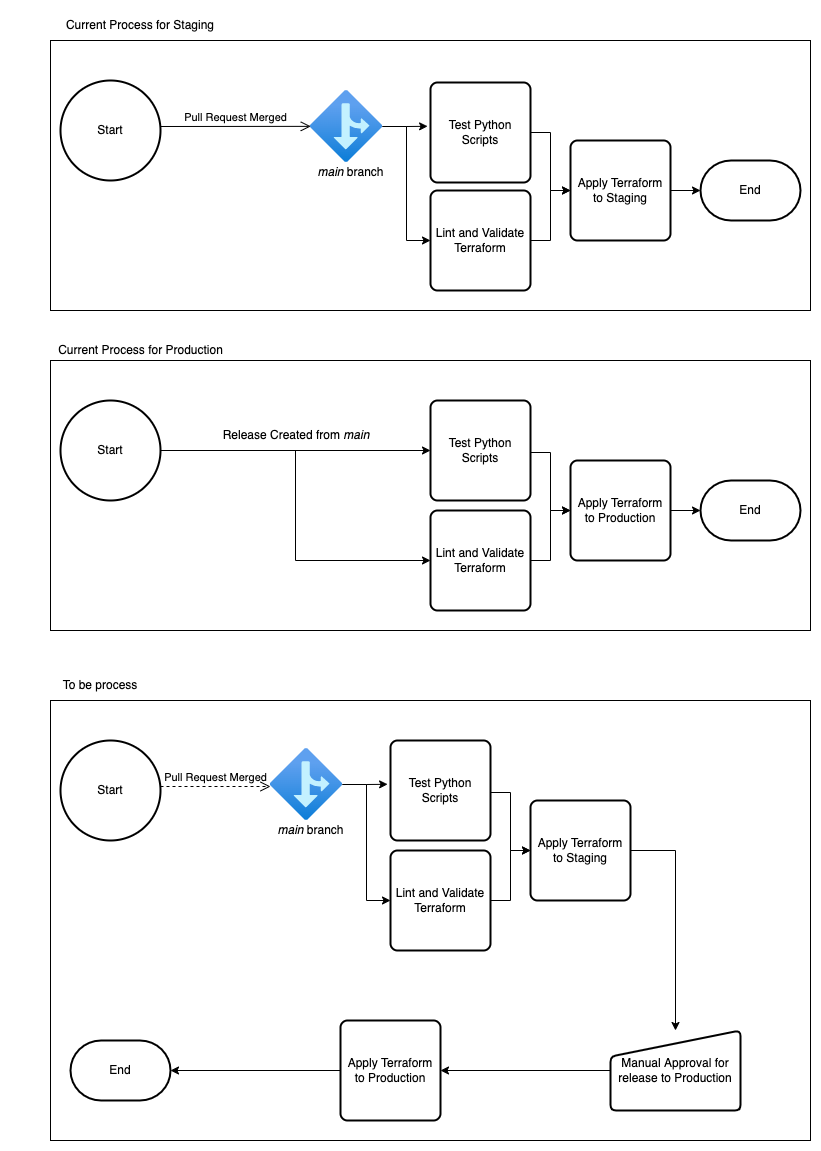 Current Process for Staging
Start
Pull Request Merged
main branch
Test Python
Scripts
Lint and Validate
Terraform
Apply Terraform
to Staging
End
Current Process for Production
Start
Release Created from main
Test Python
Scripts
Lint and Validate
Terraform
Apply Terraform
to Production
End
To be process
Start
Pull Request Merged
main branch
Test Python
Scripts
Lint and Validate
Terraform
Apply Terraform
to Staging
Manual Approval for
release to Production
Apply Terraform
to Production
End